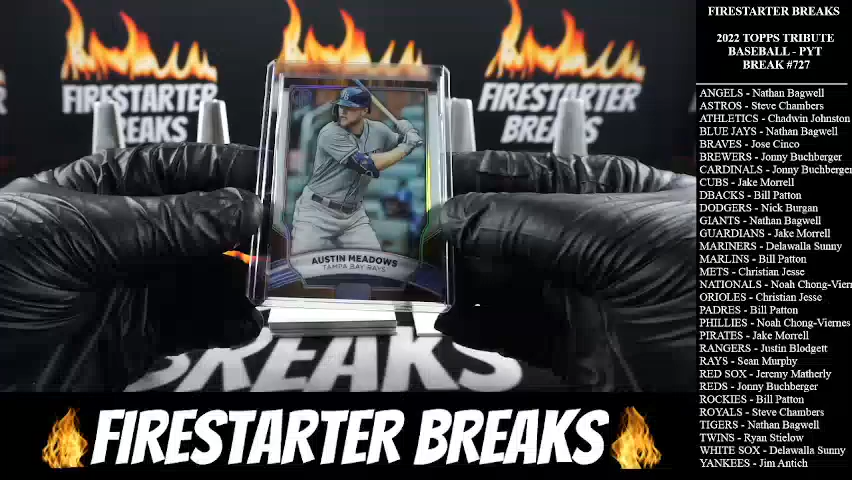 FIRESTARTER
BREAKS
FIRESTARTER
BREAKS
AUSTIN MEADOWS
TAMPA BAY RAYS
BREAKS
FIRESTARTER BREAKS
FIRESTARTER BREAKS
2022 TOPPS TRIBUTE
BASEBALL - PYT
BREAK #727
ANGELS - Nathan Bagwell
ASTROS - Steve Chambers
ATHLETICS - Chadwin Johnston
BLUE JAYS - Nathan Bagwell
BRAVES - Jose Cinco
BREWERS - Jonny Buchberger
CARDINALS - Jonny Buchberger
CUBS - Jake Morrell
DBACKS - Bill Patton
DODGERS - Nick Burgan
GIANTS - Nathan Bagwell
GUARDIANS - Jake Morrell
MARINERS - Delawalla Sunny
MARLINS - Bill Patton
METS - Christian Jesse
NATIONALS - Noah Chong-Viern
ORIOLES - Christian Jesse
PADRES - Bill Patton
PHILLIES - Noah Chong-Viernes
PIRATES - Jake Morrell
RANGERS - Justin Blodgett
RAYS - Sean Murphy
RED SOX - Jeremy Matherly
REDS - Jonny Buchberger
ROCKIES - Bill Patton
ROYALS - Steve Chambers
TIGERS - Nathan Bagwell
TWINS - Ryan Stielow
WHITE SOX - Delawalla Sunny
YANKEES - Jim Antich